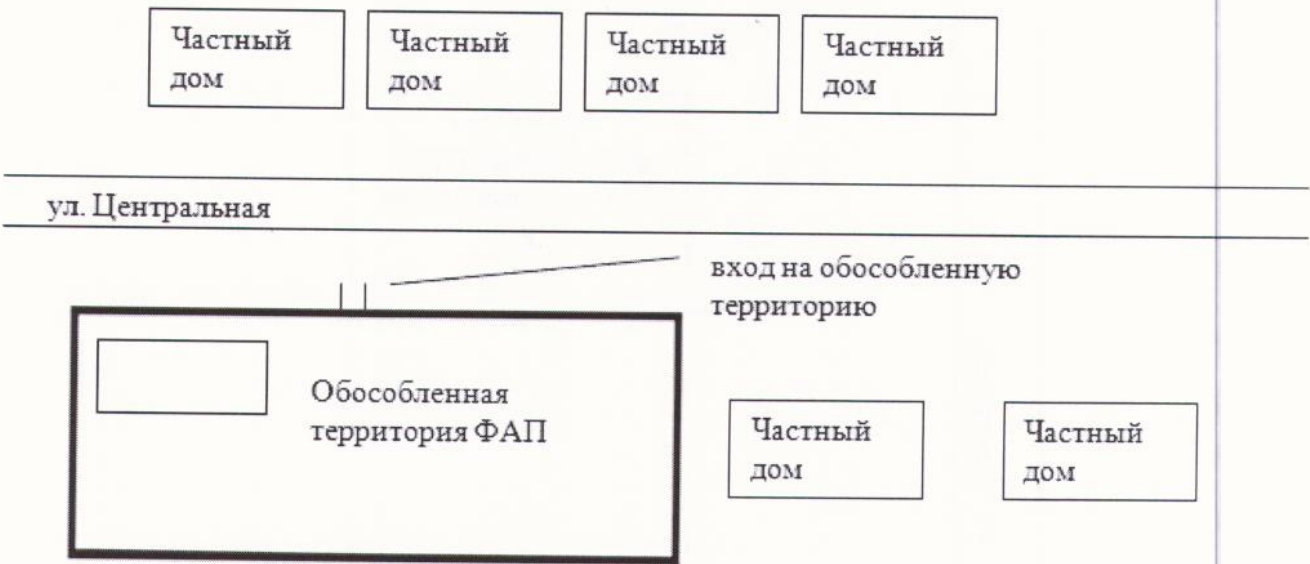 Частный
дом
Частный
дом
Частный
дом
Частный
дом
ул. Центральная
вход на обособленную
территорию
Обособленная
территория ФАП
Частный
дом
Частный
дом